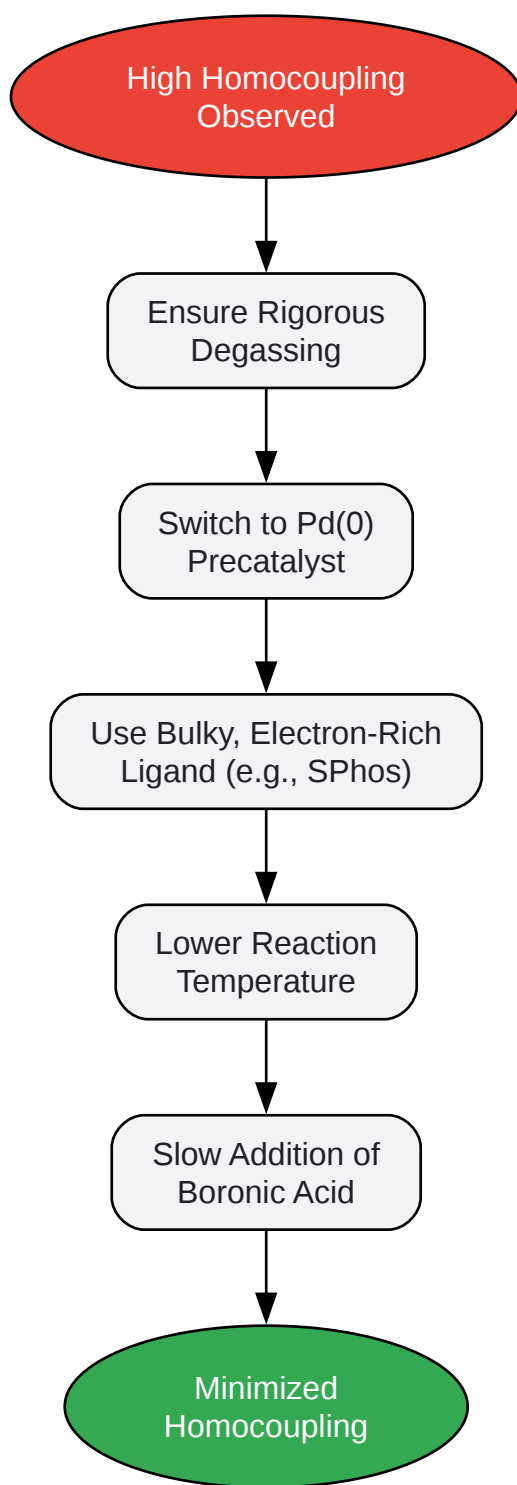 High Homocoupling
Observed
Ensure Rigorous
Degassing
Switch to Pd(0)
Precatalyst
Use Bulky, Electron-Rich
Ligand (e.g., SPhos)
Lower Reaction
Temperature
Slow Addition of
Boronic Acid
Minimized
Homocoupling